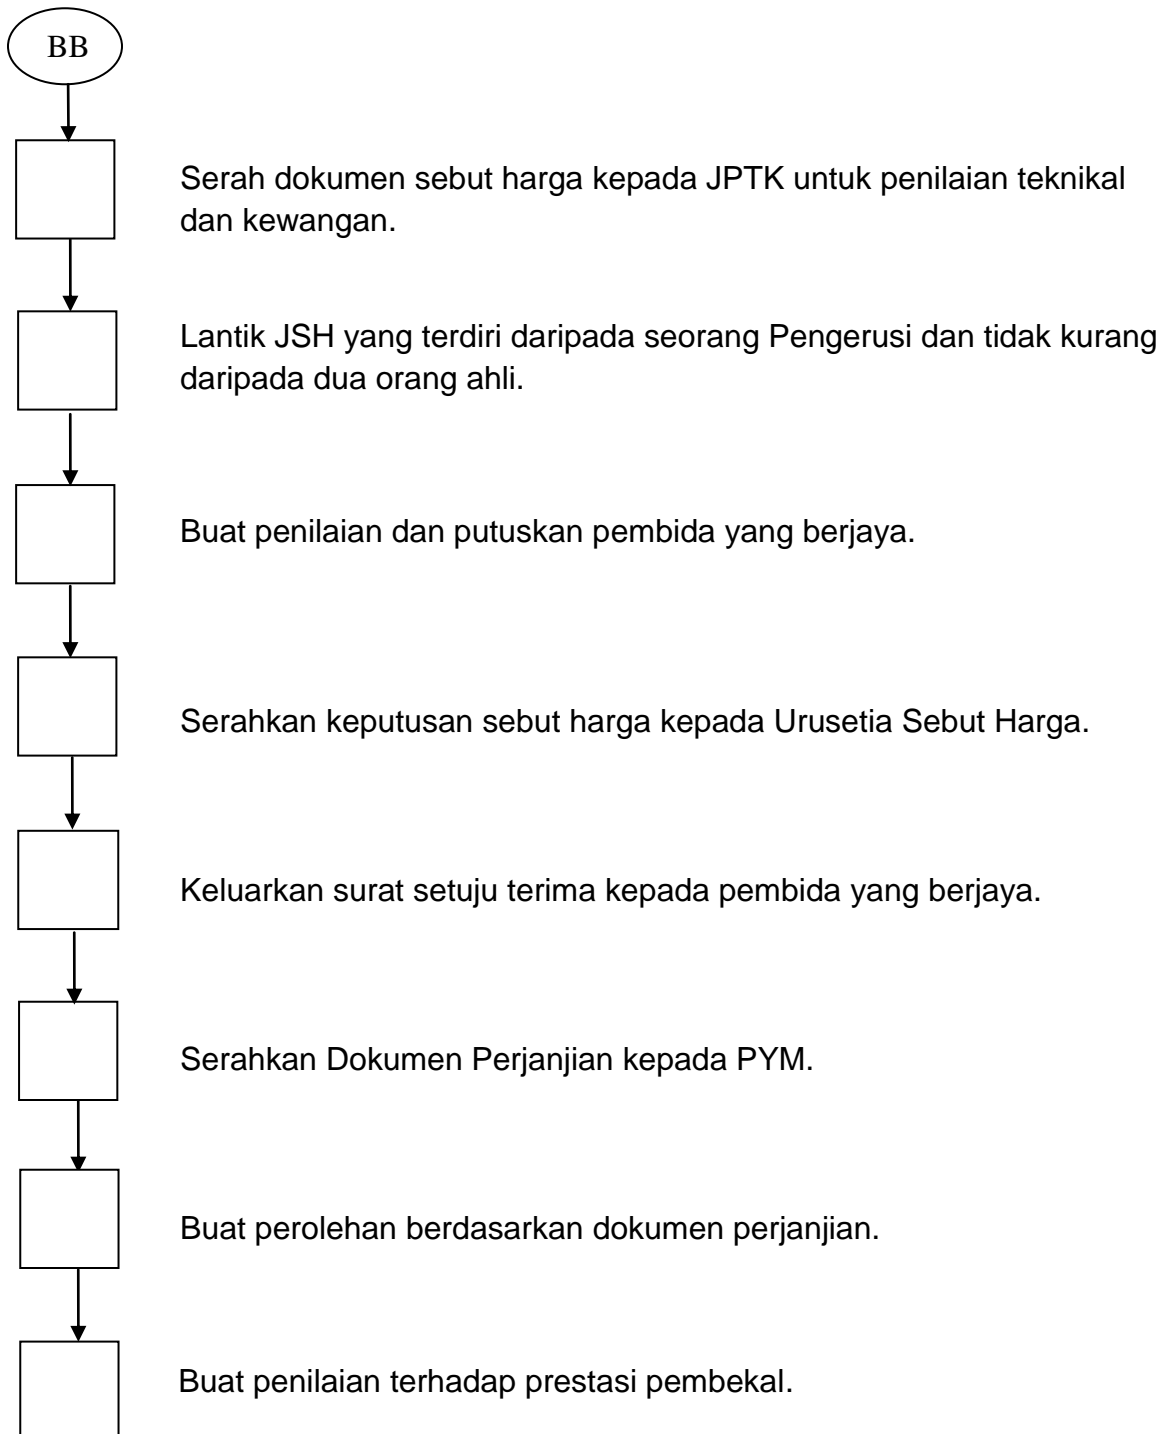 BB
Serah dokumen sebut harga kepada JPTK untuk penilaian teknikal
dan kewangan.
Lantik JSH yang terdiri daripada seorang Pengerusi dan tidak kurang
daripada dua orang ahli.
Buat penilaian dan putuskan pembida yang berjaya.
Serahkan keputusan sebut harga kepada Urusetia Sebut Harga.
Keluarkan surat setuju terima kepada pembida yang berjaya.
Serahkan Dokumen Perjanjian kepada PYM.
Buat perolehan berdasarkan dokumen perjanjian.
Buat penilaian terhadap prestasi pembekal.